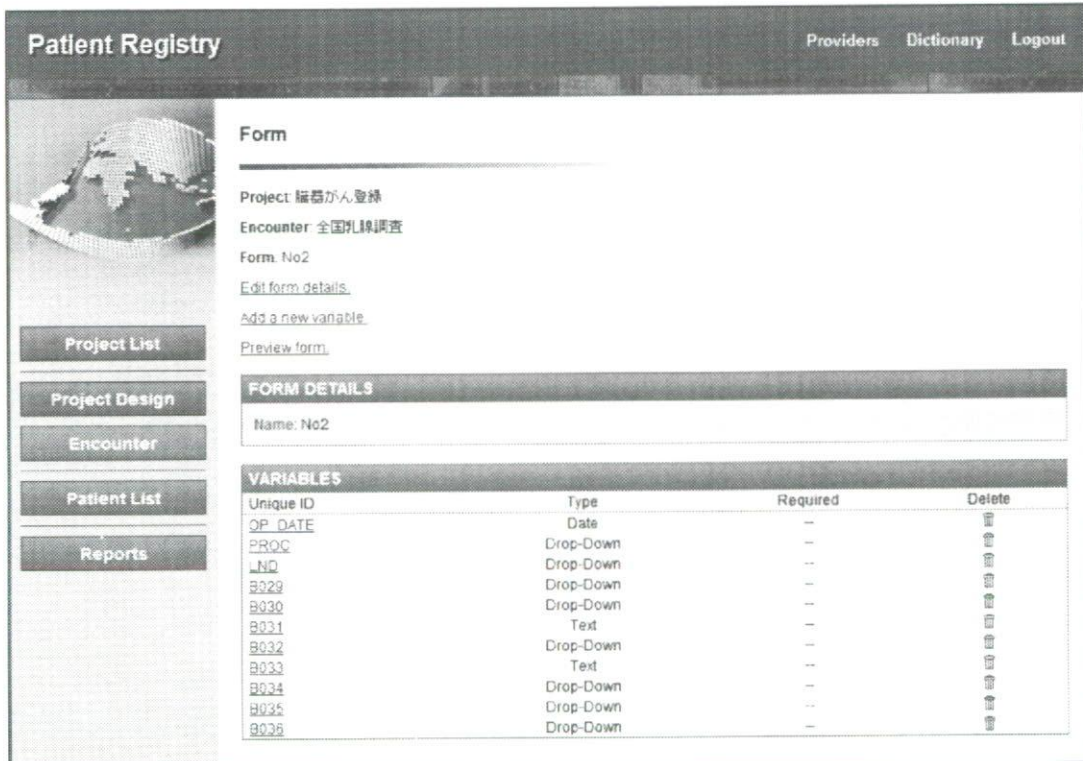 Patient Registry
Providers Dictionary Logout
Form
Project: 臓器がん登録
Encounter: 全国乳腺調査
Form: No2
Edit form details.
Add a new variable.
Preview form.
Project List
Project Design
Encounter
Patient List
Reports
FORM DETAILS
Name: No2
VARIABLES
Unique ID Type Required Delete
OP_DATE Date --
PROC Drop-Down --
LND Drop-Down --
B029 Drop-Down --
B030 Drop-Down --
B031 Text --
B032 Drop-Down --
B033 Text --
B034 Drop-Down --
B035 Drop-Down --
B036 Drop-Down --